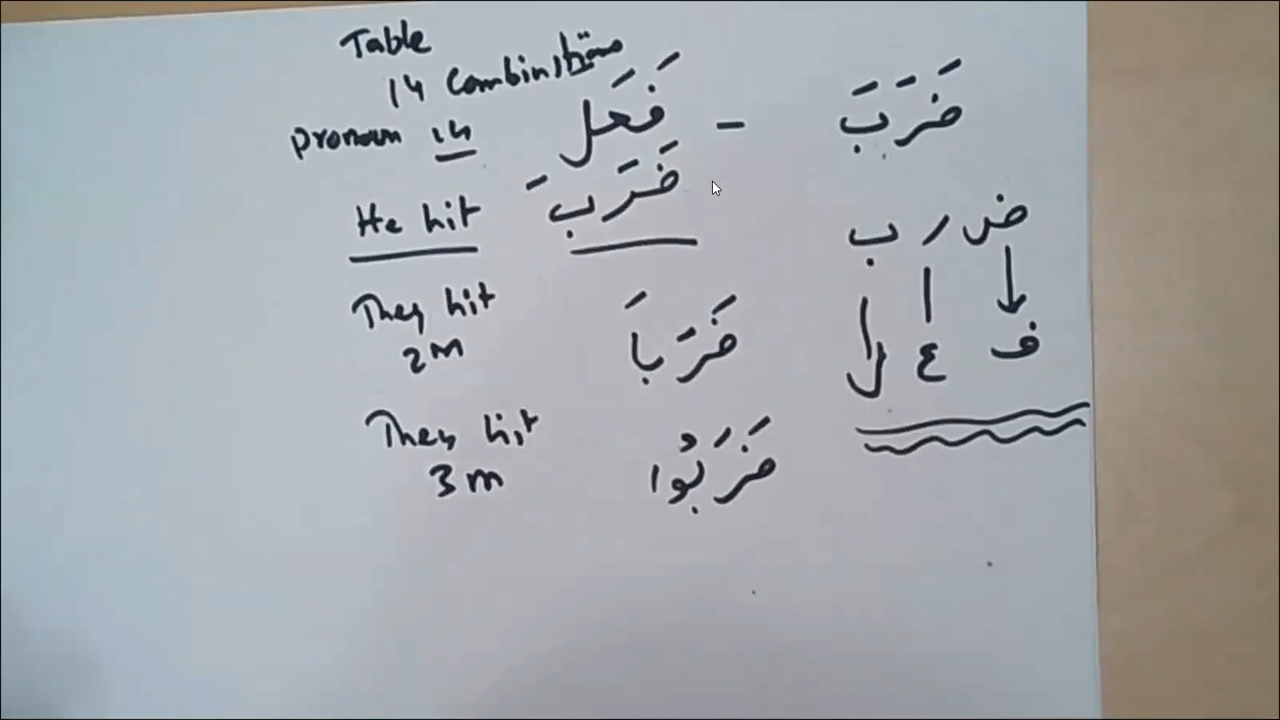 Table
14 Combinations
pronoun 14 فَعَل - ضَرَبَ
He hit ضَرَبَ
ض ر ب
They hit ضَرَبَا
2m
ف ع ل
They hit ضَرَبُوا
3m